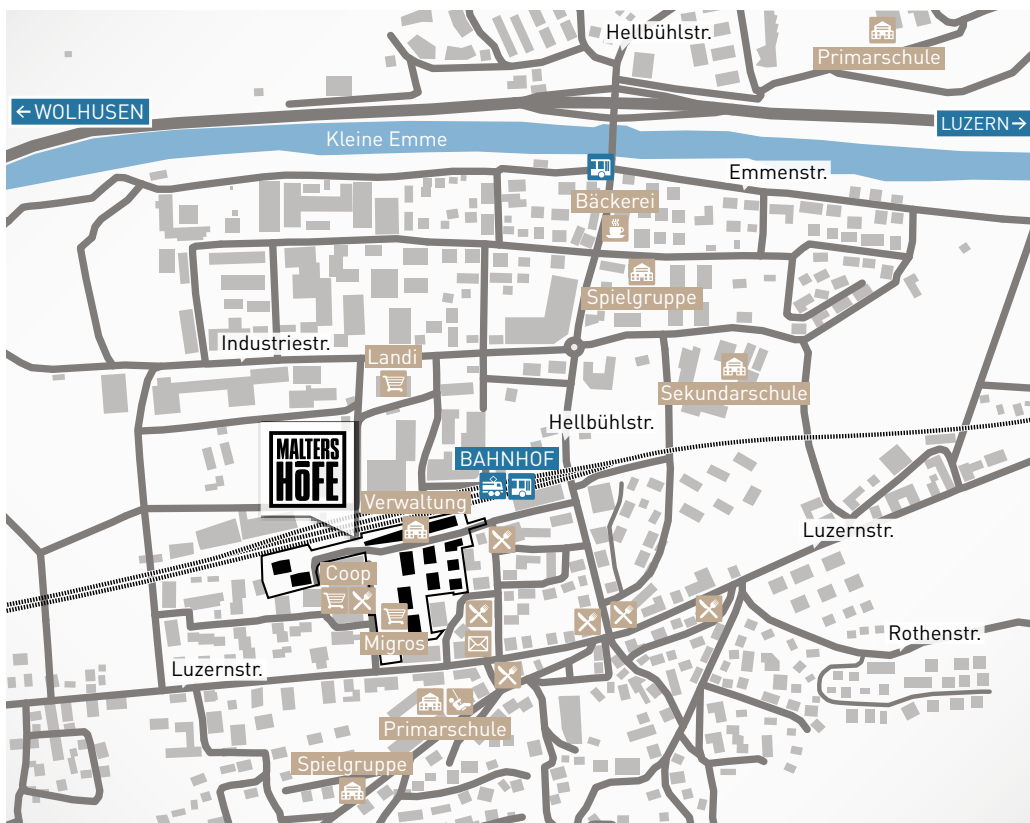 Hellbühlstr.
Primarschule
← WOLHUSEN
LUZERN →
Kleine Emme
Emmenstr.
Bäckerei
Spielgruppe
Industriestr.
Landi
Sekundarschule
Hellbühlstr.
MALTERS
HÖFE
BAHNHOF
Verwaltung
Luzernstr.
Coop
Migros
Rothenstr.
Luzernstr.
Primarschule
Spielgruppe